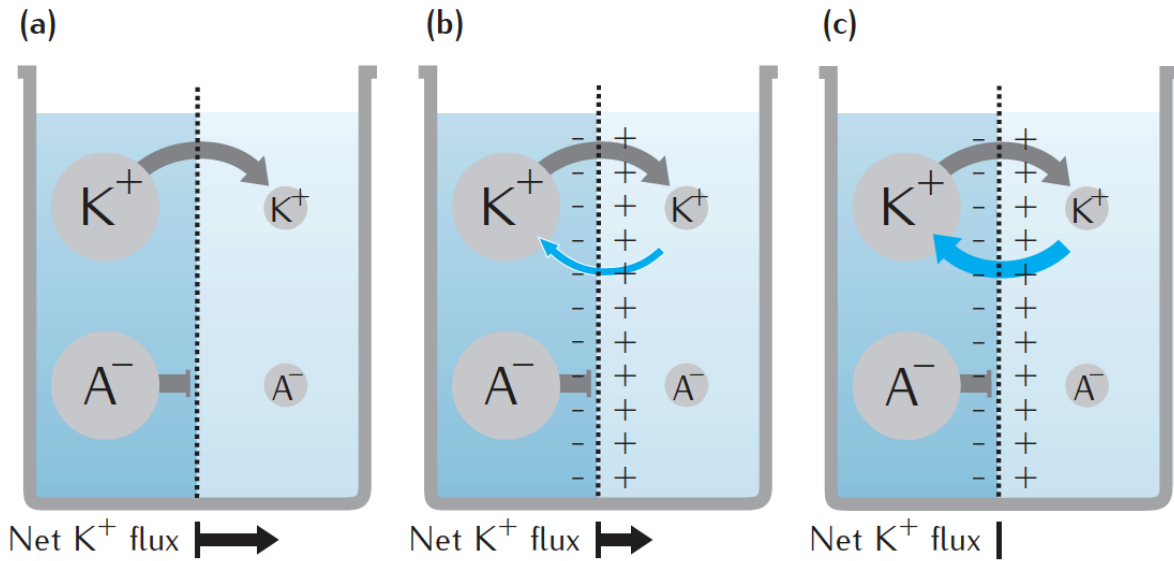 (a)
K⁺
K⁺
A⁻
A⁻
Net K⁺ flux
(b)
K⁺
K⁺
A⁻
A⁻
- +
- +
- +
- +
- +
- +
- +
- +
- +
- +
- +
Net K⁺ flux
(c)
K⁺
K⁺
A⁻
A⁻
- +
- +
- +
- +
- +
- +
- +
- +
- +
- +
- +
Net K⁺ flux